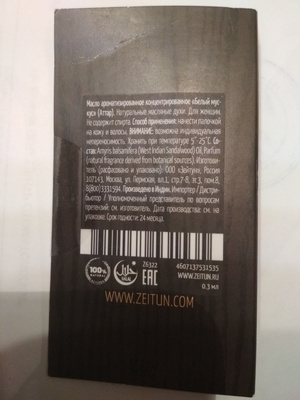 Масло ароматизированное концентрированное «Белый мус-
кус» (Аттар). Натуральные масляные духи. Для женщин.
Не содержит спирта. Способ применения: нанести палочкой
на кожу и волосы. Внимание: возможна индивидуальная
непереносимость. Хранить при температуре 5°-25°C. Со-
став: Amyris balsamifera (West Indian Sandalwood) Oil, Parfum
(natural fragrance derived from botanical sources). Изготови-
тель (расфасовано и упаковано): ООО «Зейтун», Россия
107143, Москва, ул. Пермская, вл.1, стр. 7-8, эт.3,
8(800)3331594. Произведено в Индии. Импортер / Дистри-
бьютор / Уполномоченный представитель по вопросам
претензий: см. изготовитель. Дата производства: см. на
упаковке. Срок годности: 24 месяца.
100%
HALAL
EAC
Z6322
4607137531535
WWW.ZEITUN.RU
0.3 мл
WWW.ZEITUN.COM